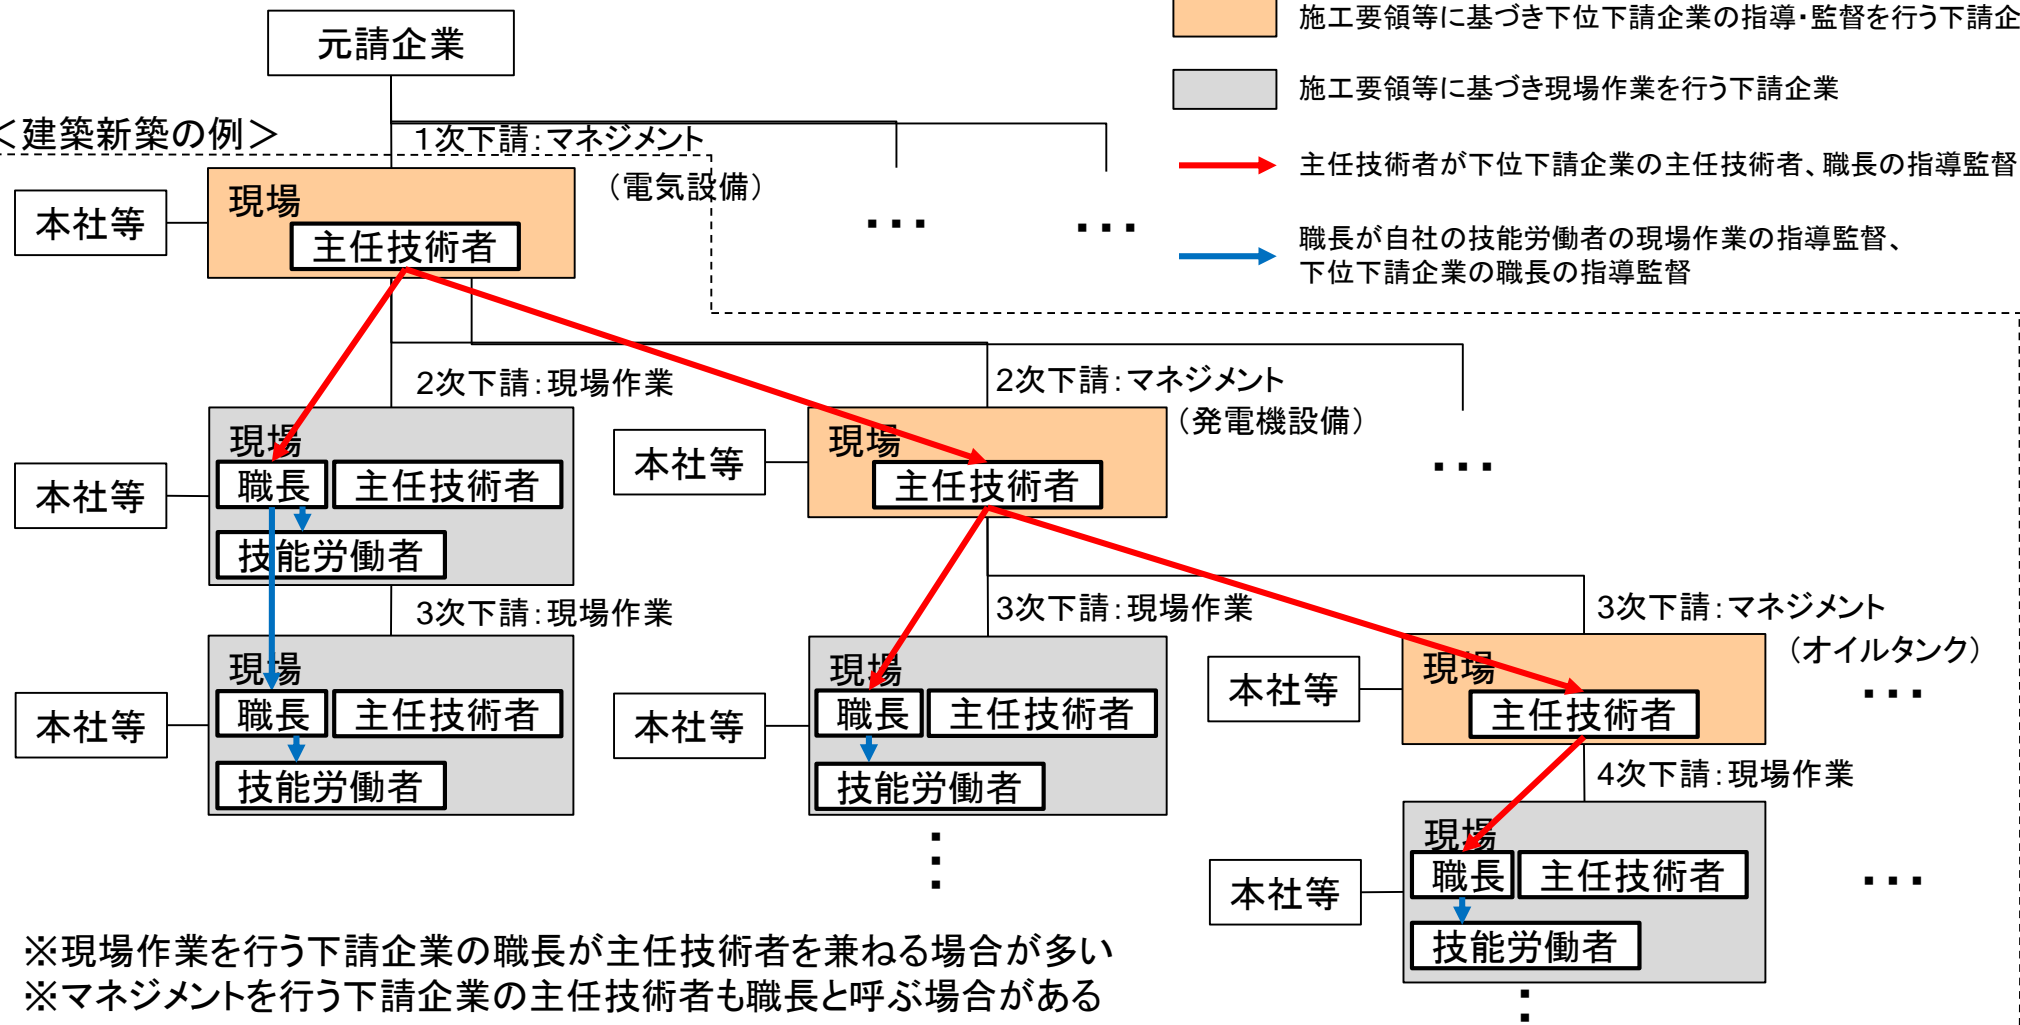 施工要領等に基づき下位下請企業の指導・監督を行う下請企
元請企業
施工要領等に基づき現場作業を行う下請企業
＜建築新築の例＞
1次下請：マネジメント
（電気設備）
主任技術者が下位下請企業の主任技術者、職長の指導監督
本社等
現場
主任技術者
・・・
・・・
職長が自社の技能労働者の現場作業の指導監督、
下位下請企業の職長の指導監督
2次下請：現場作業
2次下請：マネジメント
（発電機設備）
本社等
現場
職長
主任技術者
技能労働者
本社等
現場
主任技術者
・・・
3次下請：現場作業
3次下請：現場作業
3次下請：マネジメント
（オイルタンク）
本社等
現場
職長
主任技術者
技能労働者
本社等
現場
職長
主任技術者
技能労働者
本社等
現場
主任技術者
・・・
4次下請：現場作業
本社等
現場
職長
主任技術者
技能労働者
・・・
※現場作業を行う下請企業の職長が主任技術者を兼ねる場合が多い
※マネジメントを行う下請企業の主任技術者も職長と呼ぶ場合がある